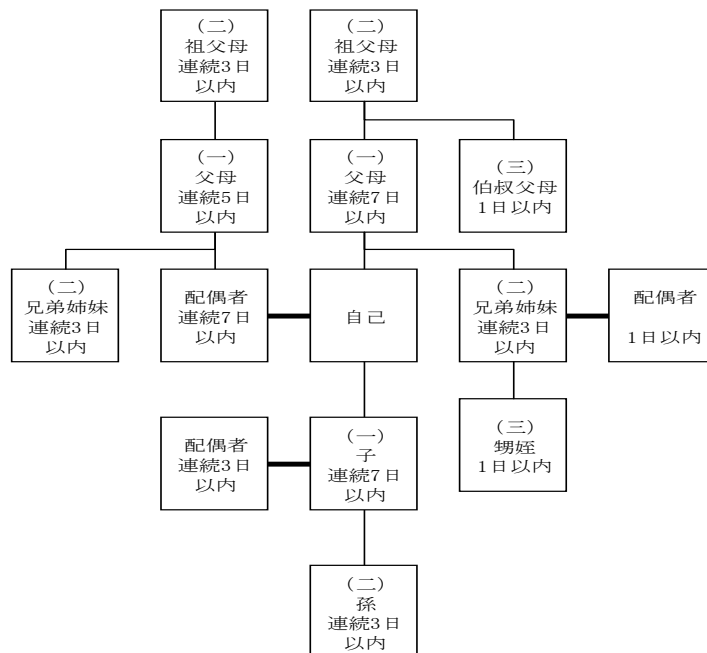 (二)
祖父母
連続3日
以内
(二)
祖父母
連続3日
以内
(一)
父母
連続5日
以内
(一)
父母
連続7日
以内
(三)
伯叔父母
1日以内
(二)
兄弟姉妹
連続3日
以内
配偶者
連続7日
以内
自己
(二)
兄弟姉妹
連続3日
以内
配偶者
1日以内
配偶者
連続3日
以内
(一)
子
連続7日
以内
(三)
甥姪
1日以内
(二)
孫
連続3日
以内